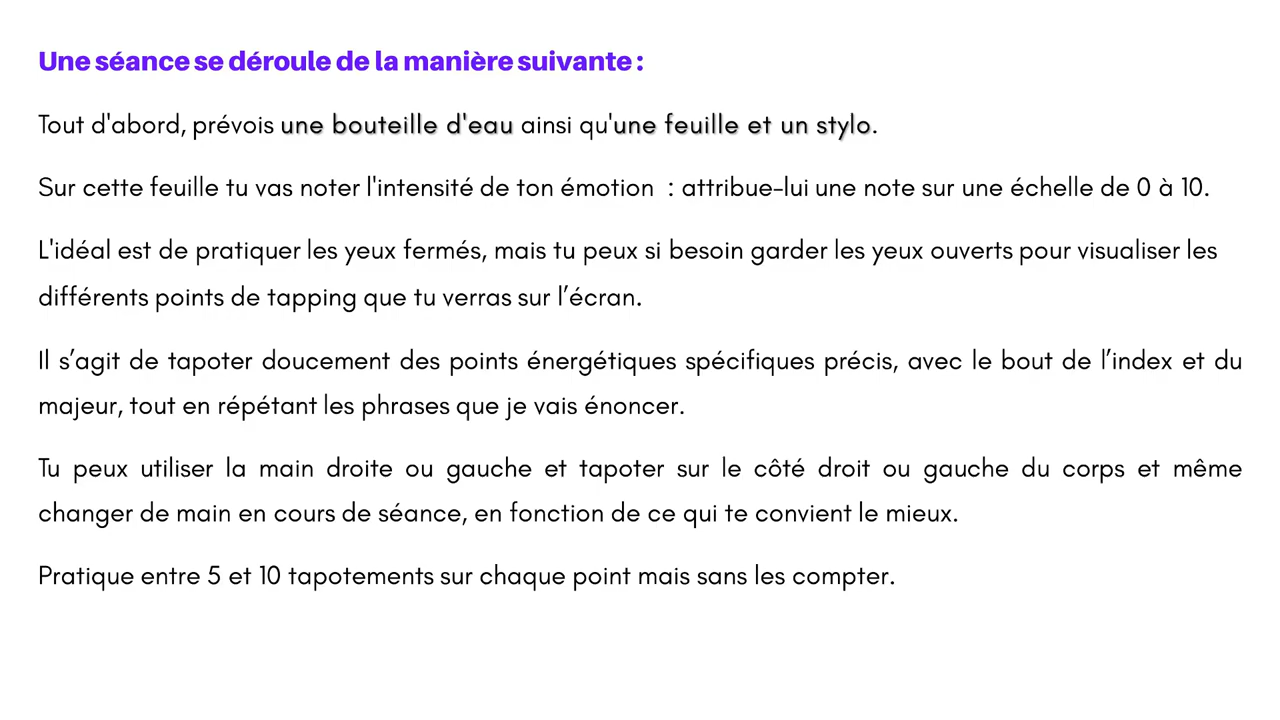 Une séance se déroule de la manière suivante :
Tout d'abord, prévois une bouteille d'eau ainsi qu'une feuille et un stylo.
Sur cette feuille tu vas noter l'intensité de ton émotion  : attribue-lui une note sur une échelle de 0 à 10.
L'idéal est de pratiquer les yeux fermés, mais tu peux si besoin garder les yeux ouverts pour visualiser les
différents points de tapping que tu verras sur l’écran.
Il s’agit de tapoter doucement des points énergétiques spécifiques précis, avec le bout de l’index et du
majeur, tout en répétant les phrases que je vais énoncer.
Tu peux utiliser la main droite ou gauche et tapoter sur le côté droit ou gauche du corps et même
changer de main en cours de séance, en fonction de ce qui te convient le mieux.
Pratique entre 5 et 10 tapotements sur chaque point mais sans les compter.